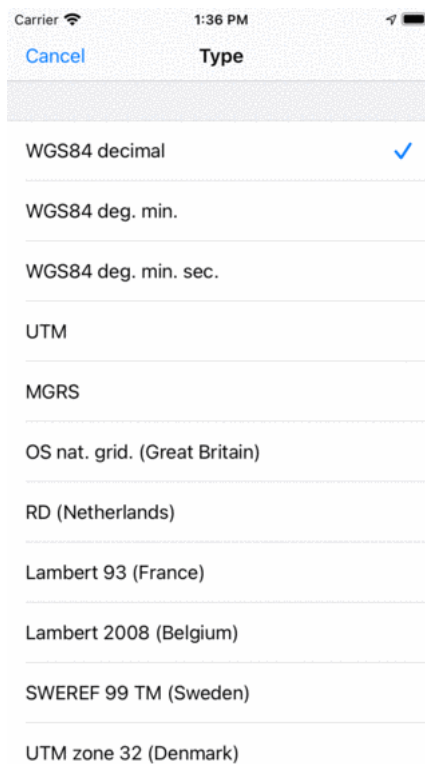 Carrier 1:36 PM
Cancel Type
WGS84 decimal
WGS84 deg. min.
WGS84 deg. min. sec.
UTM
MGRS
OS nat. grid. (Great Britain)
RD (Netherlands)
Lambert 93 (France)
Lambert 2008 (Belgium)
SWEREF 99 TM (Sweden)
UTM zone 32 (Denmark)